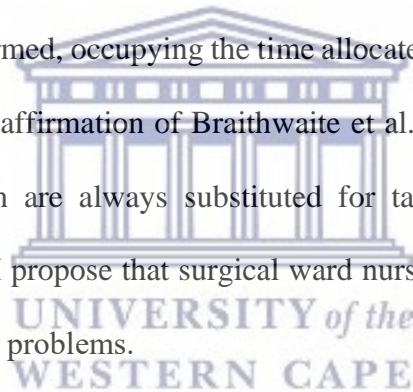 rmed, occupying the time allocate
affirmation of Braithwaite et al.
are always substituted for ta
propose that surgical ward nurs
UNIVERSITY of the
problems.
WESTERN CAPE